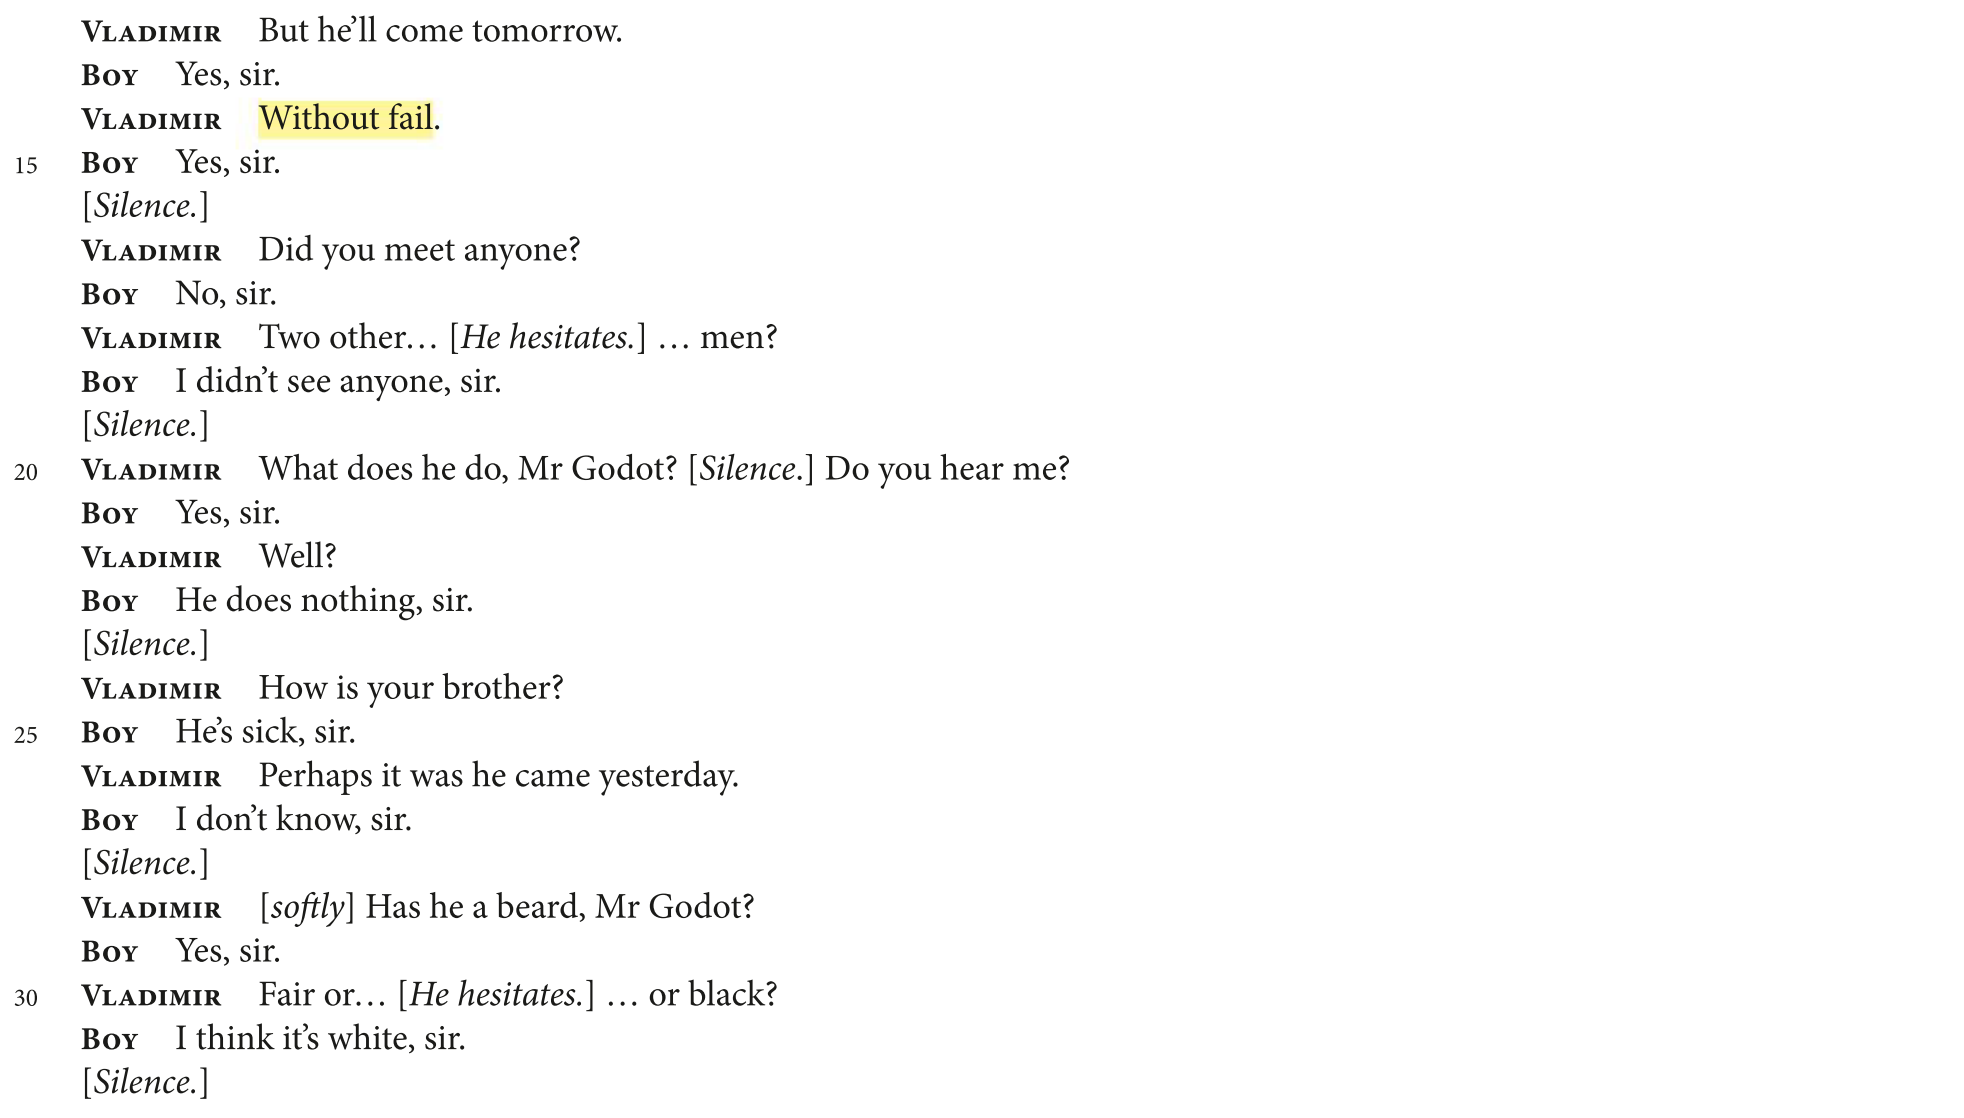 Vladimir But he’ll come tomorrow.
Boy Yes, sir.
Vladimir Without fail.
15 Boy Yes, sir.
[Silence.]
Vladimir Did you meet anyone?
Boy No, sir.
Vladimir Two other… [He hesitates.] … men?
Boy I didn’t see anyone, sir.
[Silence.]
20 Vladimir What does he do, Mr Godot? [Silence.] Do you hear me?
Boy Yes, sir.
Vladimir Well?
Boy He does nothing, sir.
[Silence.]
Vladimir How is your brother?
25 Boy He’s sick, sir.
Vladimir Perhaps it was he came yesterday.
Boy I don’t know, sir.
[Silence.]
Vladimir [softly] Has he a beard, Mr Godot?
Boy Yes, sir.
30 Vladimir Fair or… [He hesitates.] … or black?
Boy I think it’s white, sir.
[Silence.]